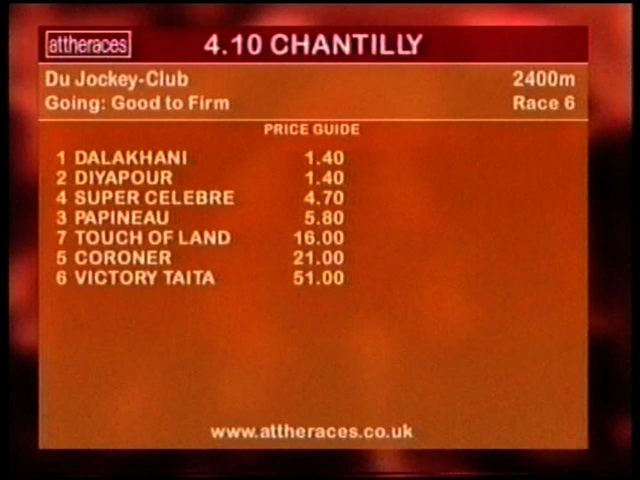 attheraces 4.10 CHANTILLY
Du Jockey-Club 2400m
Going: Good to Firm Race 6
PRICE GUIDE
1 DALAKHANI 1.40
2 DIYAPOUR 1.40
4 SUPER CELEBRE 4.70
3 PAPINEAU 5.80
7 TOUCH OF LAND 16.00
5 CORONER 21.00
6 VICTORY TAITA 51.00
www.attheraces.co.uk